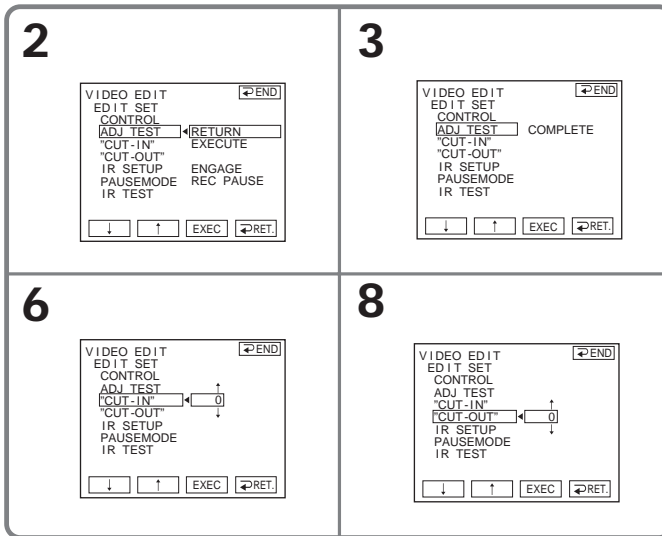 2
VIDEO EDIT ⮌END
EDIT SET
CONTROL
ADJ TEST RETURN
"CUT-IN" EXECUTE
"CUT-OUT"
IR SETUP ENGAGE
PAUSEMODE REC PAUSE
IR TEST
↓ ↑ EXEC ⮌RET.
3
VIDEO EDIT ⮌END
EDIT SET
CONTROL
ADJ TEST COMPLETE
"CUT-IN"
"CUT-OUT"
IR SETUP
PAUSEMODE
IR TEST
↓ ↑ EXEC ⮌RET.
6
VIDEO EDIT ⮌END
EDIT SET
CONTROL
ADJ TEST ↑
"CUT-IN" 0
"CUT-OUT" ↓
IR SETUP
PAUSEMODE
IR TEST
↓ ↑ EXEC ⮌RET.
8
VIDEO EDIT ⮌END
EDIT SET
CONTROL
ADJ TEST
"CUT-IN" ↑
"CUT-OUT" 0
IR SETUP ↓
PAUSEMODE
IR TEST
↓ ↑ EXEC ⮌RET.